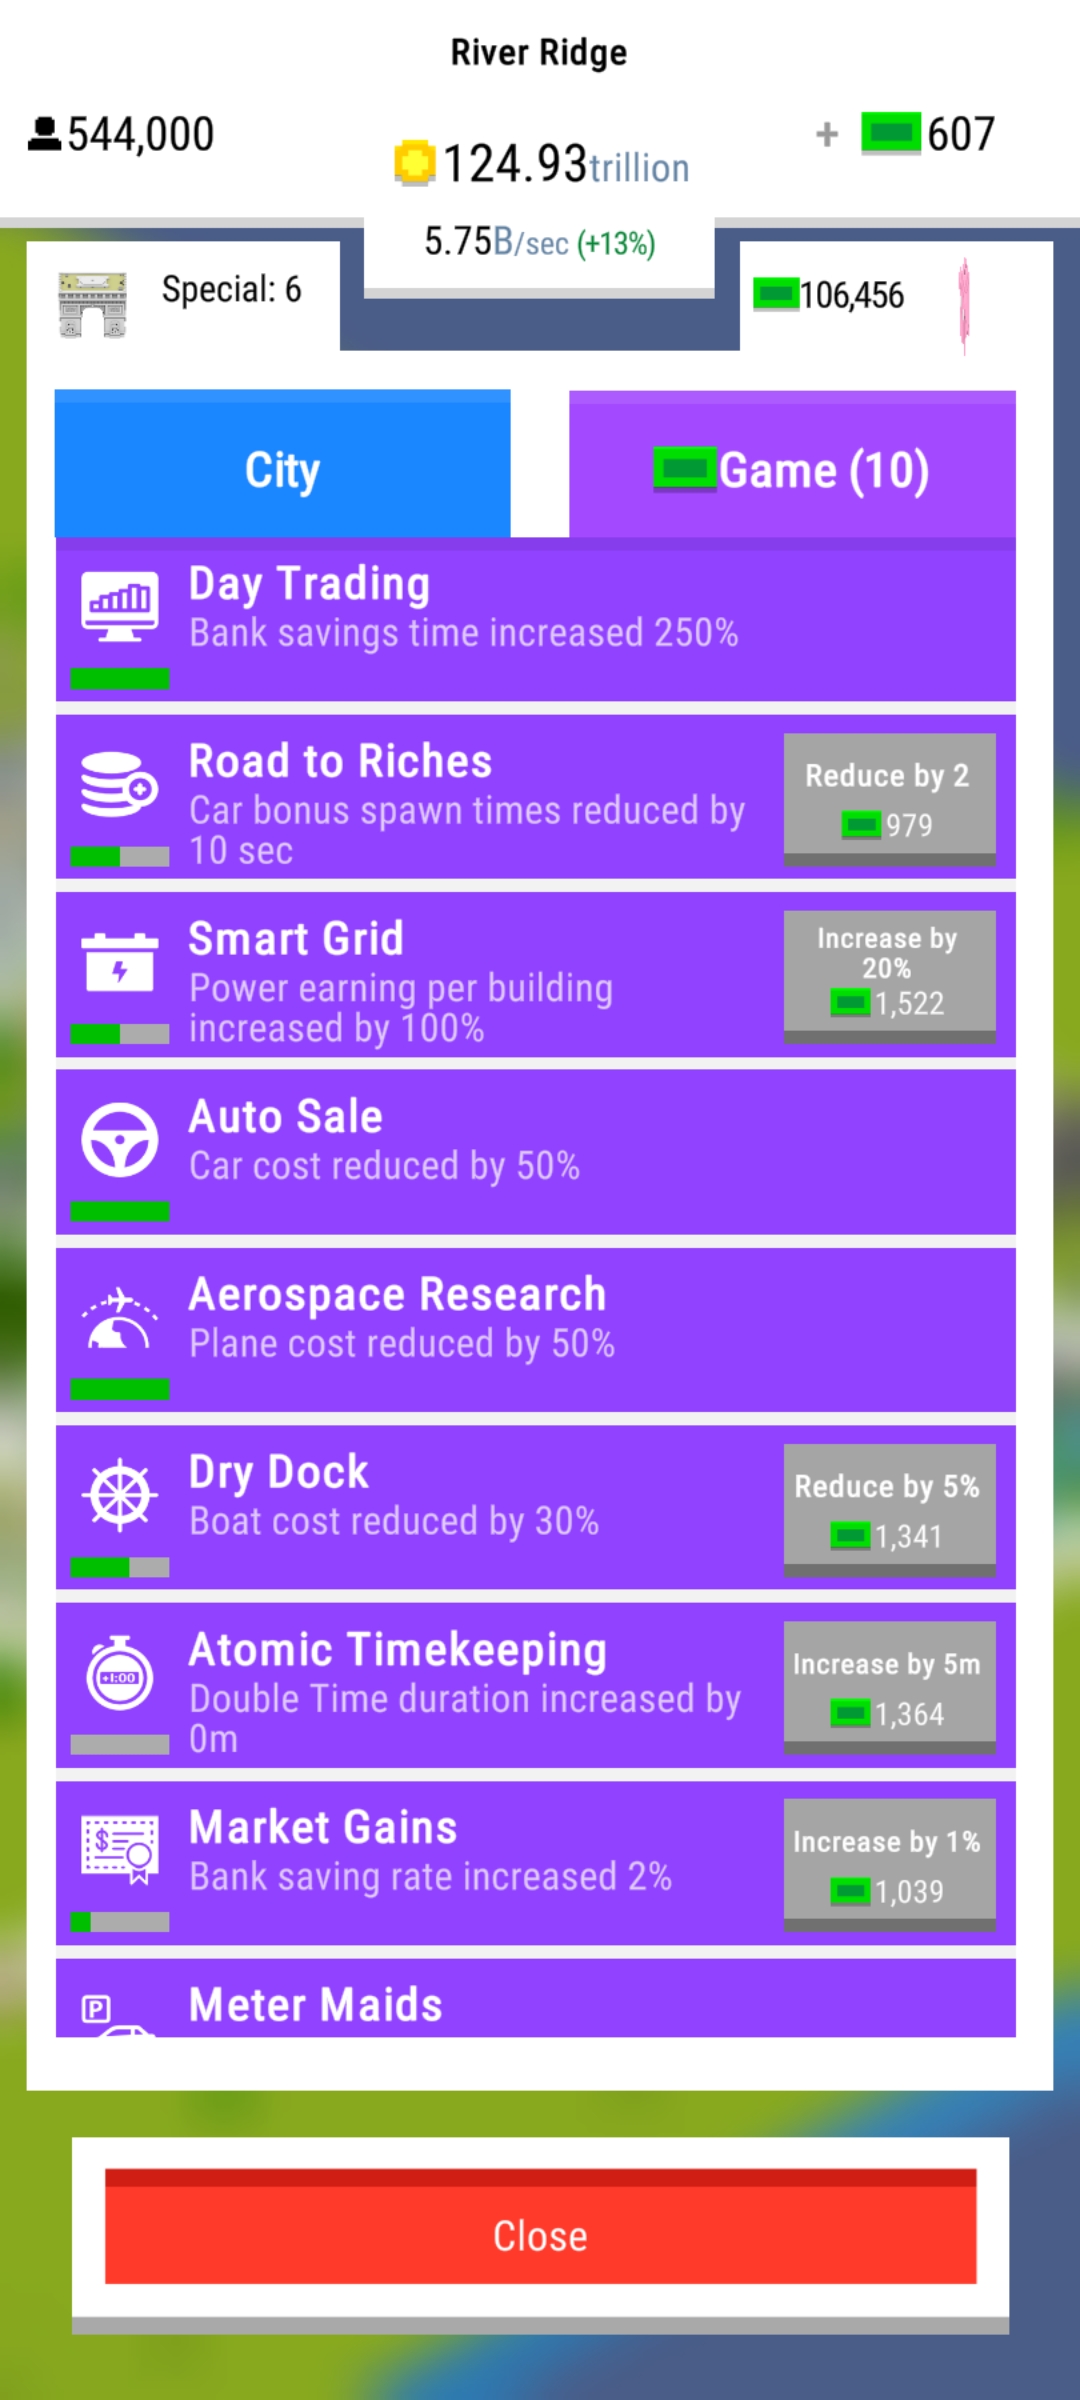 River Ridge
544,000
124.93trillion
+ 607
5.75B/sec (+13%)
Special: 6
106,456
City
Game (10)
Day Trading
Bank savings time increased 250%
Road to Riches
Car bonus spawn times reduced by
10 sec
Reduce by 2
979
Smart Grid
Power earning per building
increased by 100%
Increase by
20%
1,522
Auto Sale
Car cost reduced by 50%
Aerospace Research
Plane cost reduced by 50%
Dry Dock
Boat cost reduced by 30%
Reduce by 5%
1,341
+1:00
Atomic Timekeeping
Double Time duration increased by
0m
Increase by 5m
1,364
$
Market Gains
Bank saving rate increased 2%
Increase by 1%
1,039
P
Meter Maids
Close